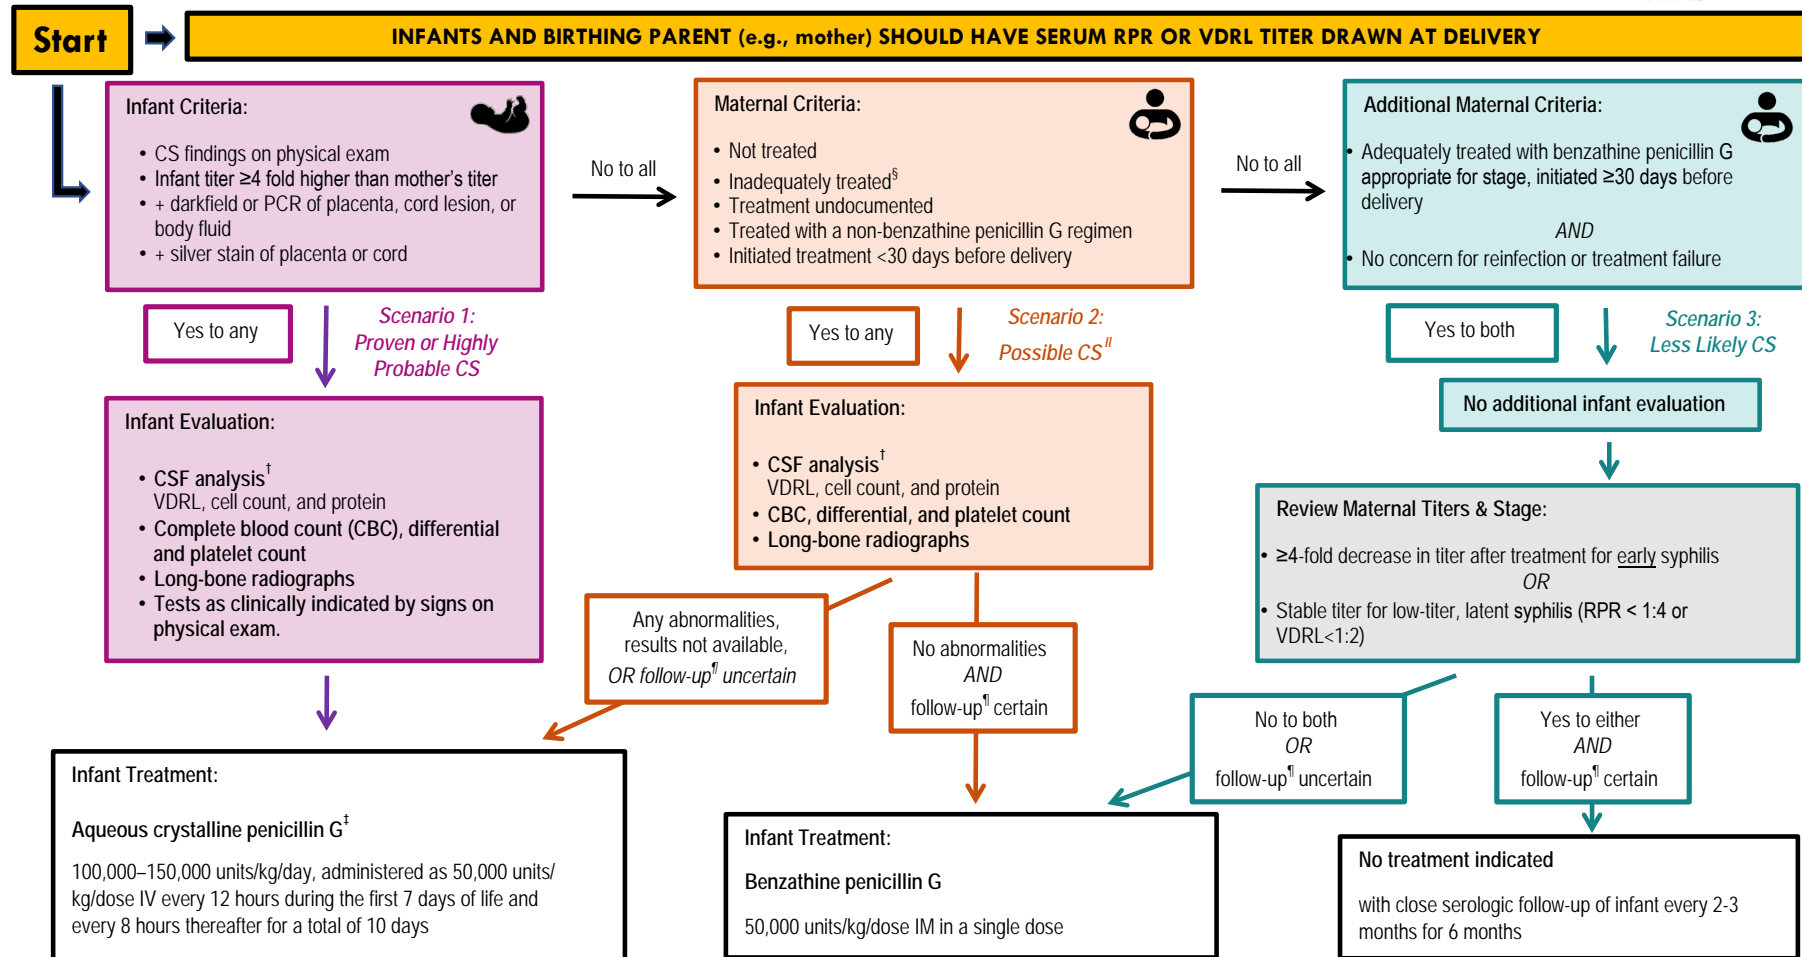 Start
INFANTS AND BIRTHING PARENT (e.g., mother) SHOULD HAVE SERUM RPR OR VDRL TITER DRAWN AT DELIVERY
Infant Criteria:
• CS findings on physical exam
• Infant titer ≥4 fold higher than mother's titer
• + darkfield or PCR of placenta, cord lesion, or
body fluid
• + silver stain of placenta or cord
No to all
Maternal Criteria:
• Not treated
• Inadequately treated§
• Treatment undocumented
• Treated with a non-benzathine penicillin G regimen
• Initiated treatment <30 days before delivery
No to all
Additional Maternal Criteria:
• Adequately treated with benzathine penicillin G
appropriate for stage, initiated ≥30 days before
delivery
AND
• No concern for reinfection or treatment failure
Yes to any
Scenario 1:
Proven or Highly
Probable CS
Yes to any
Scenario 2:
Possible CS||
Yes to both
Scenario 3:
Less Likely CS
Infant Evaluation:
• CSF analysis†
VDRL, cell count, and protein
• Complete blood count (CBC), differential
and platelet count
• Long-bone radiographs
• Tests as clinically indicated by signs on
physical exam.
Infant Evaluation:
• CSF analysis†
VDRL, cell count, and protein
• CBC, differential, and platelet count
• Long-bone radiographs
No additional infant evaluation
Review Maternal Titers & Stage:
• ≥4-fold decrease in titer after treatment for early syphilis
OR
• Stable titer for low-titer, latent syphilis (RPR < 1:4 or
VDRL<1:2)
Any abnormalities,
results not available,
OR follow-up¶ uncertain
No abnormalities
AND
follow-up¶ certain
No to both
OR
follow-up¶ uncertain
Yes to either
AND
follow-up¶ certain
Infant Treatment:
Aqueous crystalline penicillin G‡
100,000–150,000 units/kg/day, administered as 50,000 units/
kg/dose IV every 12 hours during the first 7 days of life and
every 8 hours thereafter for a total of 10 days
Infant Treatment:
Benzathine penicillin G
50,000 units/kg/dose IM in a single dose
No treatment indicated
with close serologic follow-up of infant every 2-3
months for 6 months